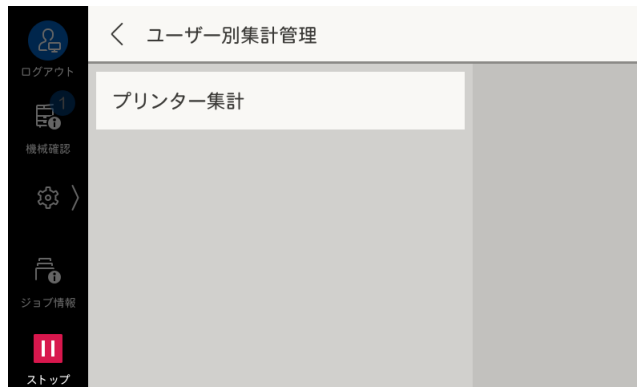 ユーザー別集計管理
ログアウト
プリンター集計
1
機械確認
ジョブ情報
ストップ